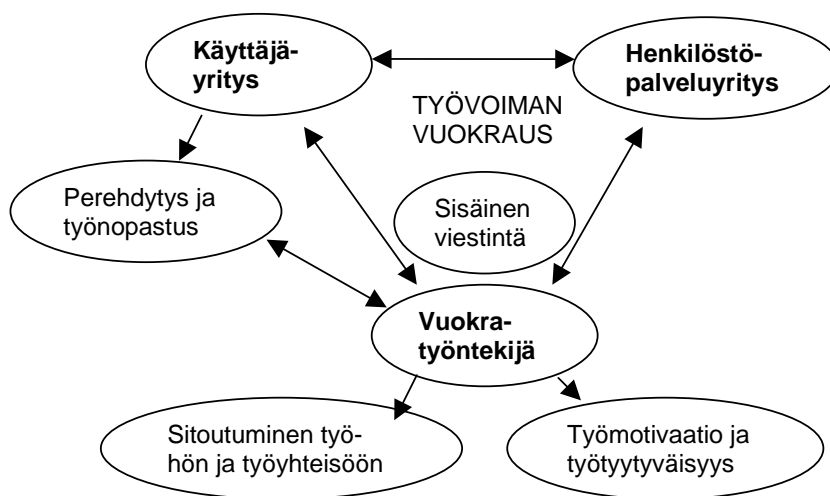 Käyttäjä-
yritys
Henkilöstö-
palveluyritys
TYÖVOIMAN
VUOKRAUS
Perehdytys ja
työnopastus
Sisäinen
viestintä
Vuokra-
työntekijä
Sitoutuminen työ-
hön ja työyhteisöön
Työmotivaatio ja
työtyytyväisyys